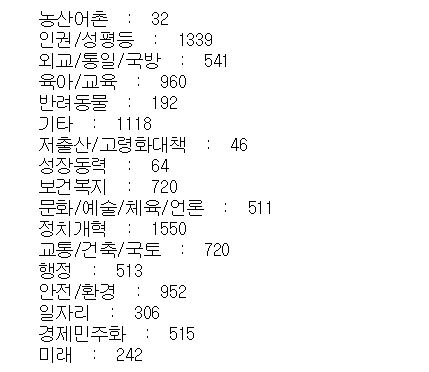 농산어촌 : 32
인권/성평등 : 1339
외교/통일/국방 : 541
육아/교육 : 960
반려동물 : 192
기타 : 1118
저출산/고령화대책 : 46
성장동력 : 64
보건복지 : 720
문화/예술/체육/언론 : 511
정치개혁 : 1550
교통/건축/국토 : 720
행정 : 513
안전/환경 : 952
일자리 : 306
경제민주화 : 515
미래 : 242